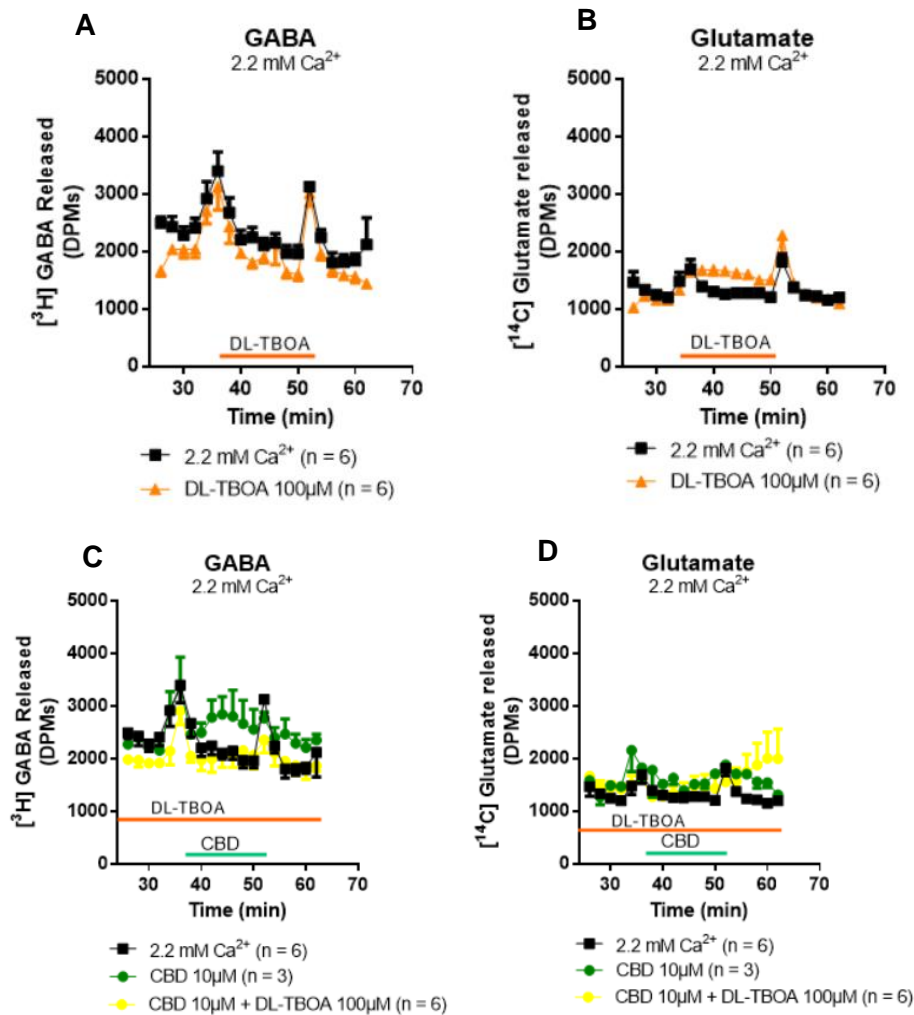 A
GABA
2.2 mM Ca²⁺
[³H] GABA Released
(DPMs)
5000
4000
3000
2000
1000
0
DL-TBOA
30 40 50 60 70
Time (min)
2.2 mM Ca²⁺ (n = 6)
DL-TBOA 100µM (n = 6)
B
Glutamate
2.2 mM Ca²⁺
[¹⁴C] Glutamate released
(DPMs)
5000
4000
3000
2000
1000
0
DL-TBOA
30 40 50 60 70
Time (min)
2.2 mM Ca²⁺ (n = 6)
DL-TBOA 100µM (n = 6)
C
GABA
2.2 mM Ca²⁺
[³H] GABA Released
(DPMs)
5000
4000
3000
2000
1000
0
DL-TBOA
CBD
30 40 50 60 70
Time (min)
2.2 mM Ca²⁺ (n = 6)
CBD 10µM (n = 3)
CBD 10µM + DL-TBOA 100µM (n = 6)
D
Glutamate
2.2 mM Ca²⁺
[¹⁴C] Glutamate released
(DPMs)
5000
4000
3000
2000
1000
0
DL-TBOA
CBD
30 40 50 60 70
Time (min)
2.2 mM Ca²⁺ (n = 6)
CBD 10µM (n = 3)
CBD 10µM + DL-TBOA 100µM (n = 6)